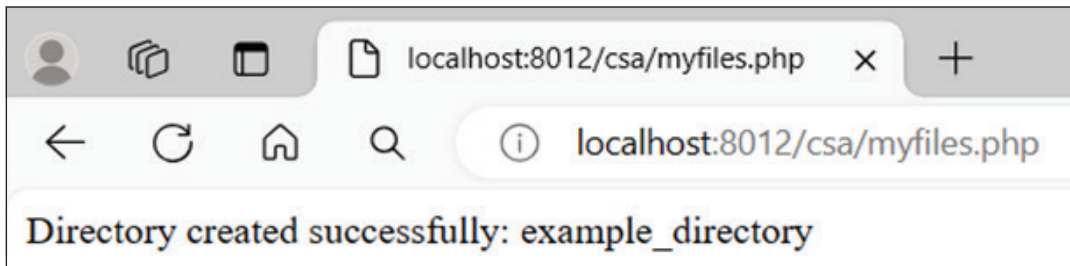 localhost:8012/csa/myfiles.php
localhost:8012/csa/myfiles.php
Directory created successfully: example_directory